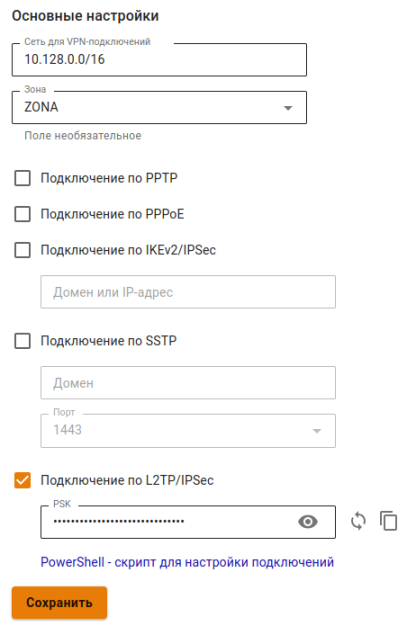 Основные настройки
Сеть для VPN-подключений
10.128.0.0/16
Зона
ZONA
Поле необязательное
Подключение по PPTP
Подключение по PPPoE
Подключение по IKEv2/IPSec
Домен или IP-адрес
Подключение по SSTP
Домен
Порт
1443
Подключение по L2TP/IPSec
PSK
••••••••••••••••••••••••••••••
PowerShell - скрипт для настройки подключений
Сохранить